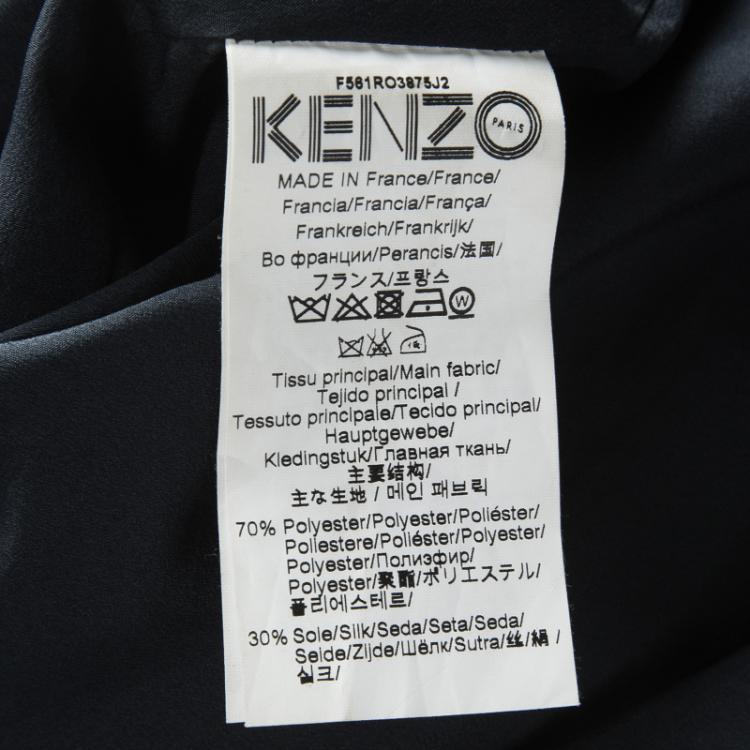 F561RO3875J2
KENZO PARIS
MADE IN France/France/
Francia/Francia/França/
Frankreich/Frankrijk/
Во франции/Perancis/法国/
フランス/프랑스
W
Tissu principal/Main fabric/
Tejido principal /
Tessuto principale/Tecido principal/
Hauptgewebe/
Kledingstuk/Главная ткань/
主要结构/
主な生地 / 메인 패브릭
70% Polyester/Polyester/Poliéster/
Poliestere/Poliéster/Polyester/
Polyester/Полиэфир/
Polyester/聚酯/ポリエステル/
폴리에스테르/
30% Soie/Silk/Seda/Seta/Seda/
Seide/Zijde/Шёлк/Sutra/丝/絹/
실크/